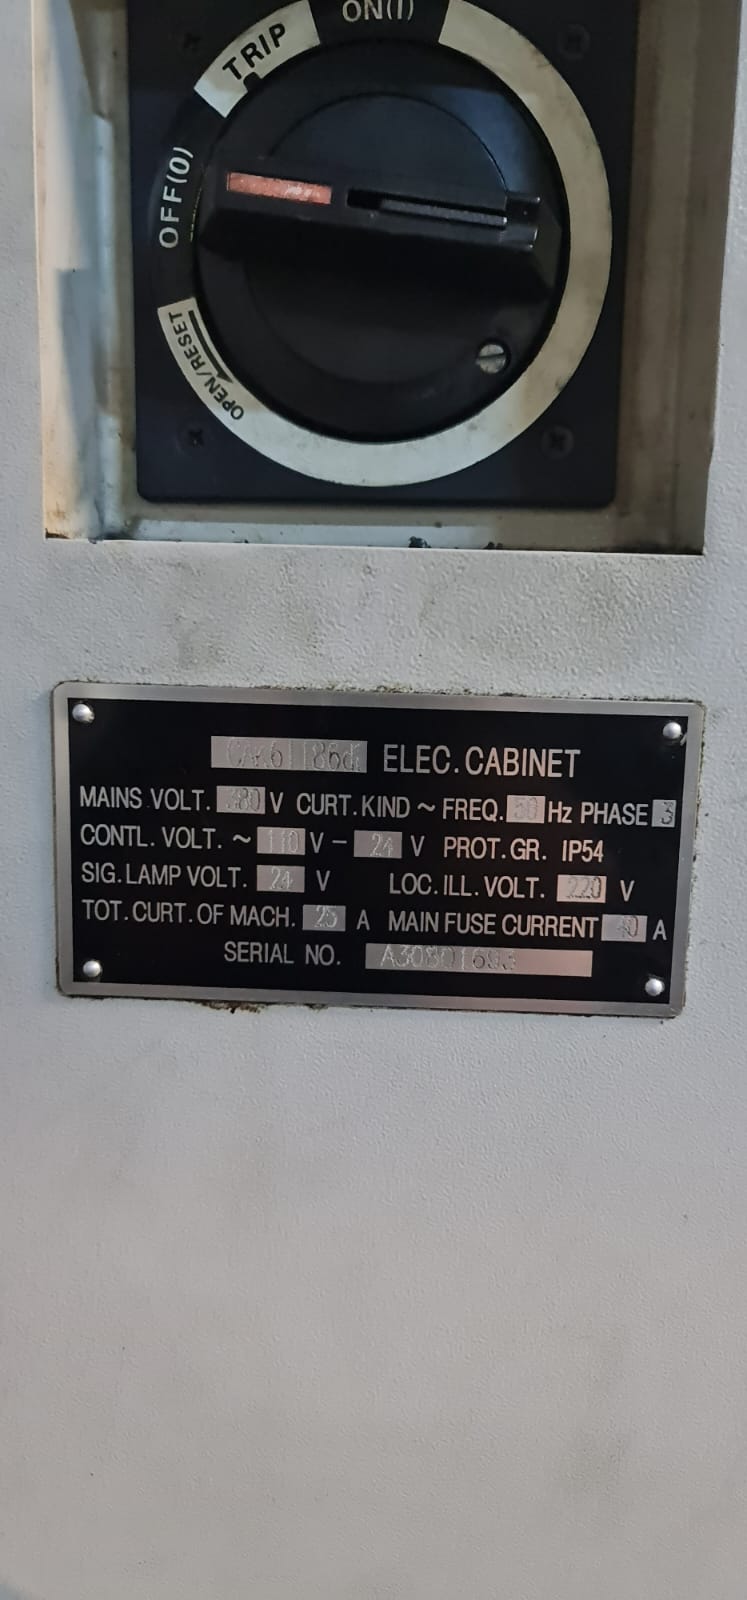 ON(I)
TRIP
OFF(O)
OPEN/RESET
CAK6186di ELEC.CABINET
MAINS VOLT. 380 V CURT.KIND ~ FREQ. 50 Hz PHASE 3
CONTL. VOLT. ~ 110 V - 24 V PROT.GR. IP54
SIG.LAMP VOLT. 24 V LOC.ILL.VOLT. 220 V
TOT.CURT.OF MACH. 25 A MAIN FUSE CURRENT A
SERIAL NO.